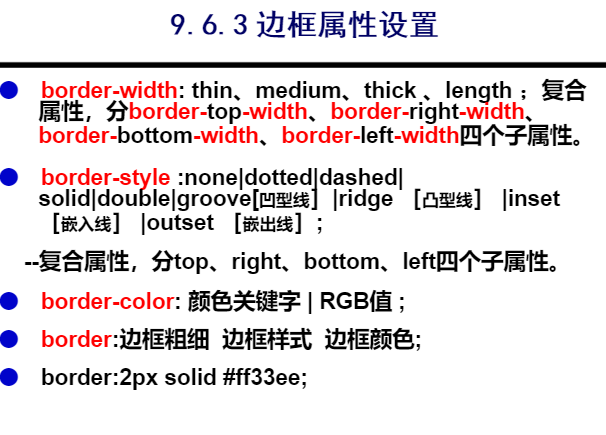 9.6.3 边框属性设置
border-width: thin、medium、thick 、length ；复合
属性，分border-top-width、border-right-width、
border-bottom-width、border-left-width四个子属性。
border-style :none|dotted|dashed|
solid|double|groove[凹型线］|ridge ［凸型线］ |inset
［嵌入线］ |outset ［嵌出线］;
--复合属性，分top、right、bottom、left四个子属性。
border-color: 颜色关键字 | RGB值 ;
border:边框粗细 边框样式 边框颜色;
border:2px solid #ff33ee;